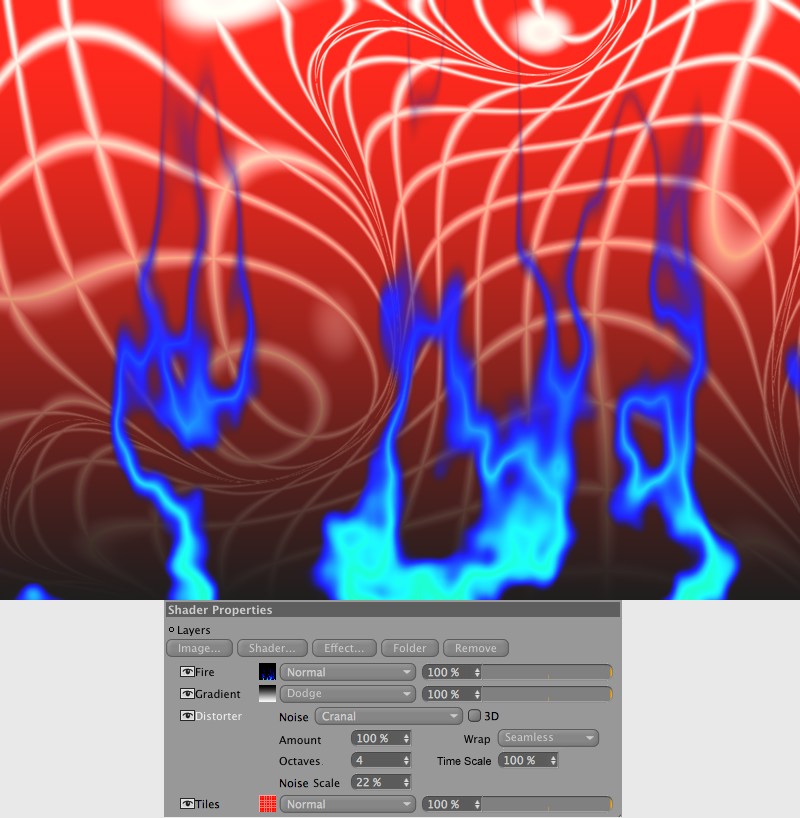 Shader Properties
Layers
Image... Shader... Effect... Folder Remove
Fire Normal 100 %
Gradient Dodge 100 %
Distorter Noise Cranal 3D
Amount 100 % Wrap Seamless
Octaves 4 Time Scale 100 %
Noise Scale 22 %
Tiles Normal 100 %